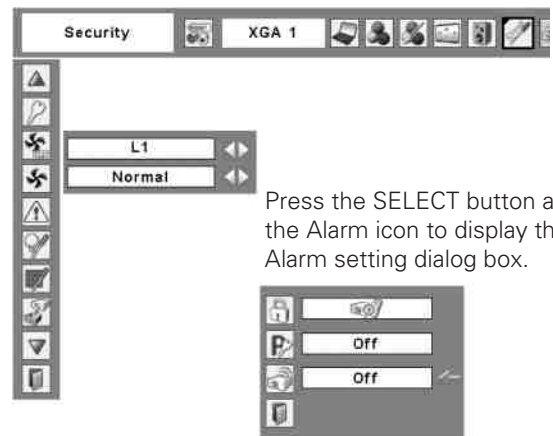 Security
XGA 1
L1
Normal
Press the SELECT button a
the Alarm icon to display th
Alarm setting dialog box.
Off
P
Off